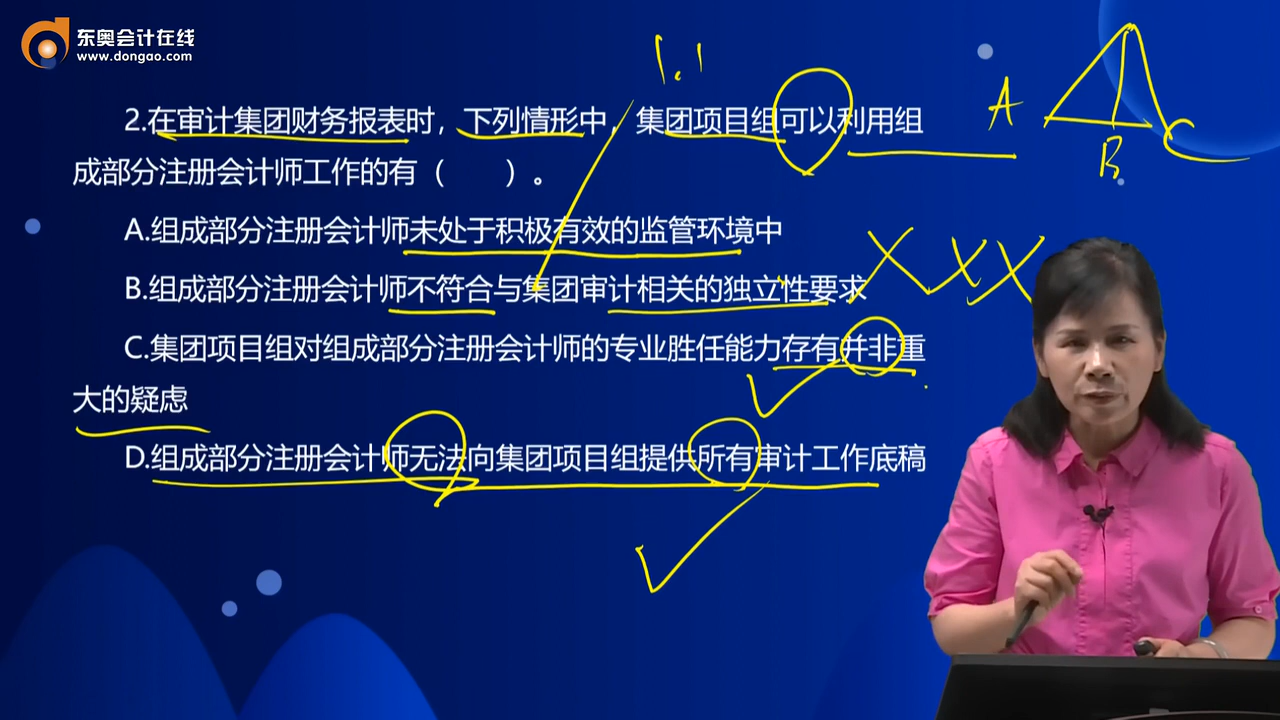 东奥会计在线
www.dongao.com
1.1
A
B
C
2.在审计集团财务报表时，下列情形中，集团项目组可以利用组
成部分注册会计师工作的有（ ）。
A.组成部分注册会计师未处于积极有效的监管环境中
B.组成部分注册会计师不符合与集团审计相关的独立性要求
C.集团项目组对组成部分注册会计师的专业胜任能力存有并非重
大的疑虑
D.组成部分注册会计师无法向集团项目组提供所有审计工作底稿